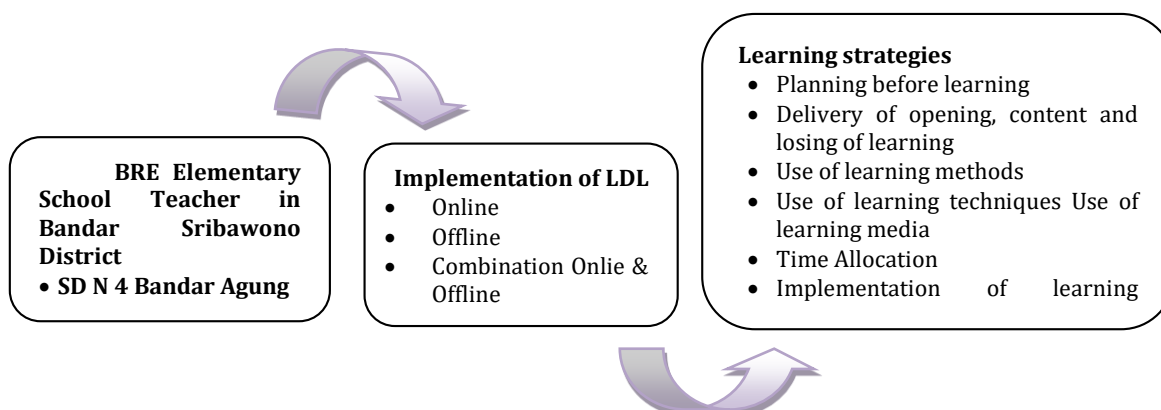 BRE Elementary
School Teacher in
Bandar Sribawono
District
• SD N 4 Bandar Agung
Implementation of LDL
• Online
• Offline
• Combination Onlie &
Offline
Learning strategies
• Planning before learning
• Delivery of opening, content and
losing of learning
• Use of learning methods
• Use of learning techniques Use of
learning media
• Time Allocation
• Implementation of learning